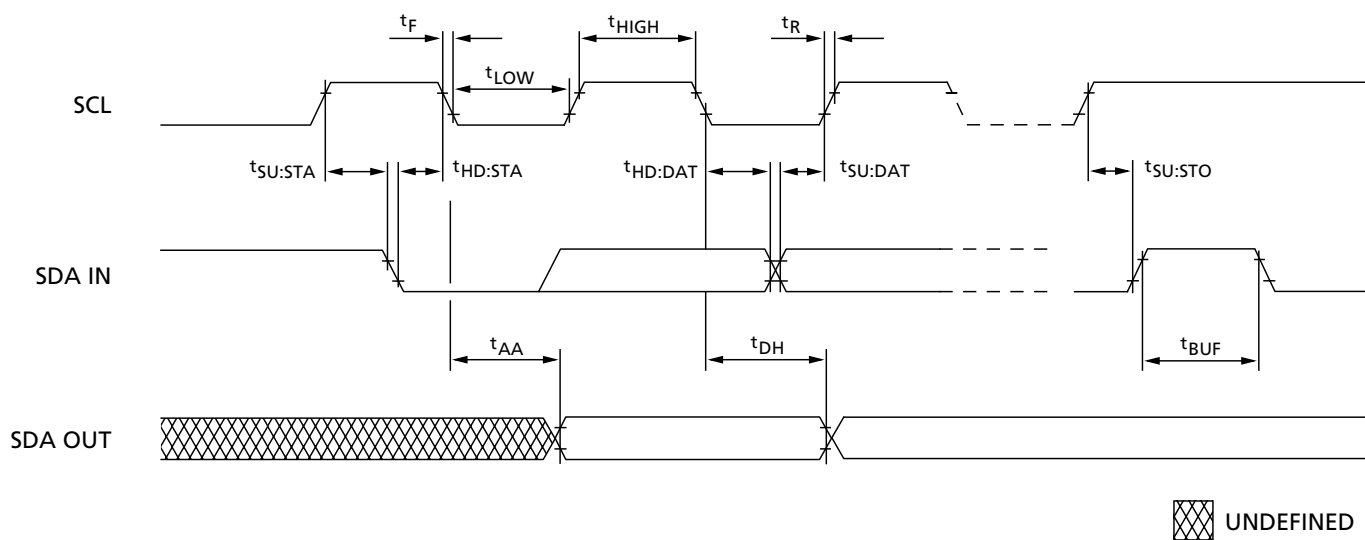 tF
tHIGH
tR
tLOW
SCL
tSU:STA
tHD:STA
tHD:DAT
tSU:DAT
tSU:STO
SDA IN
tAA
tDH
tBUF
SDA OUT
UNDEFINED